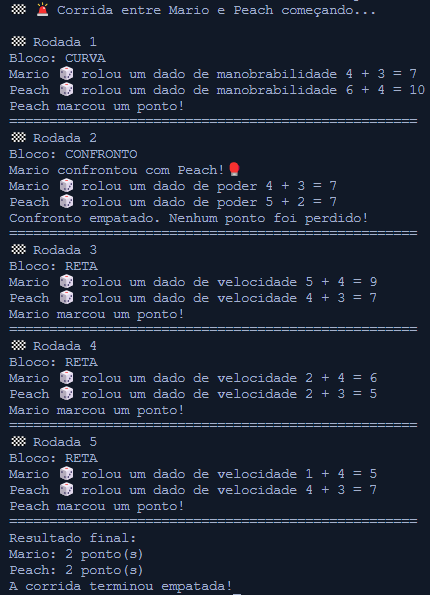 🏁 🚨 Corrida entre Mario e Peach começando...
🏁 Rodada 1
Bloco: CURVA
Mario 🎲 rolou um dado de manobrabilidade 4 + 3 = 7
Peach 🎲 rolou um dado de manobrabilidade 6 + 4 = 10
Peach marcou um ponto!
===================================================
🏁 Rodada 2
Bloco: CONFRONTO
Mario confrontou com Peach!🥊
Mario 🎲 rolou um dado de poder 4 + 3 = 7
Peach 🎲 rolou um dado de poder 5 + 2 = 7
Confronto empatado. Nenhum ponto foi perdido!
===================================================
🏁 Rodada 3
Bloco: RETA
Mario 🎲 rolou um dado de velocidade 5 + 4 = 9
Peach 🎲 rolou um dado de velocidade 4 + 3 = 7
Mario marcou um ponto!
===================================================
🏁 Rodada 4
Bloco: RETA
Mario 🎲 rolou um dado de velocidade 2 + 4 = 6
Peach 🎲 rolou um dado de velocidade 2 + 3 = 5
Mario marcou um ponto!
===================================================
🏁 Rodada 5
Bloco: RETA
Mario 🎲 rolou um dado de velocidade 1 + 4 = 5
Peach 🎲 rolou um dado de velocidade 4 + 3 = 7
Peach marcou um ponto!
===================================================
Resultado final:
Mario: 2 ponto(s)
Peach: 2 ponto(s)
A corrida terminou empatada!